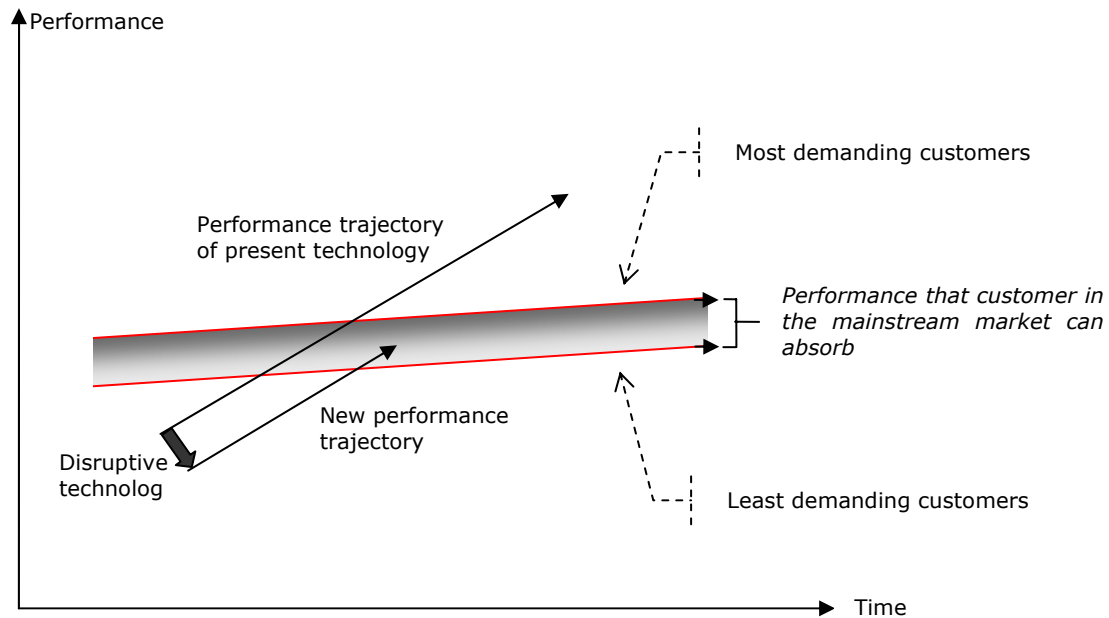 Performance
Most demanding customers
Performance trajectory
of present technology
Performance that customer in
the mainstream market can
absorb
New performance
trajectory
Disruptive
technolog
Least demanding customers
Time